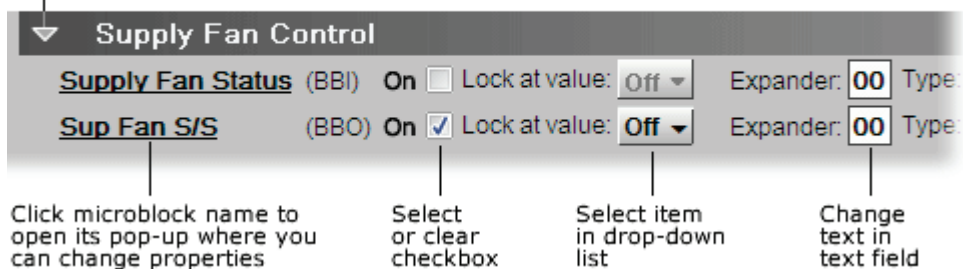 Supply Fan Control
Supply Fan Status (BBI) On Lock at value: Off Expander: 00 Type:
Sup Fan S/S (BBO) On Lock at value: Off Expander: 00 Type:
Click microblock name to open its pop-up where you can change properties
Select or clear checkbox
Select item in drop-down list
Change text in text field